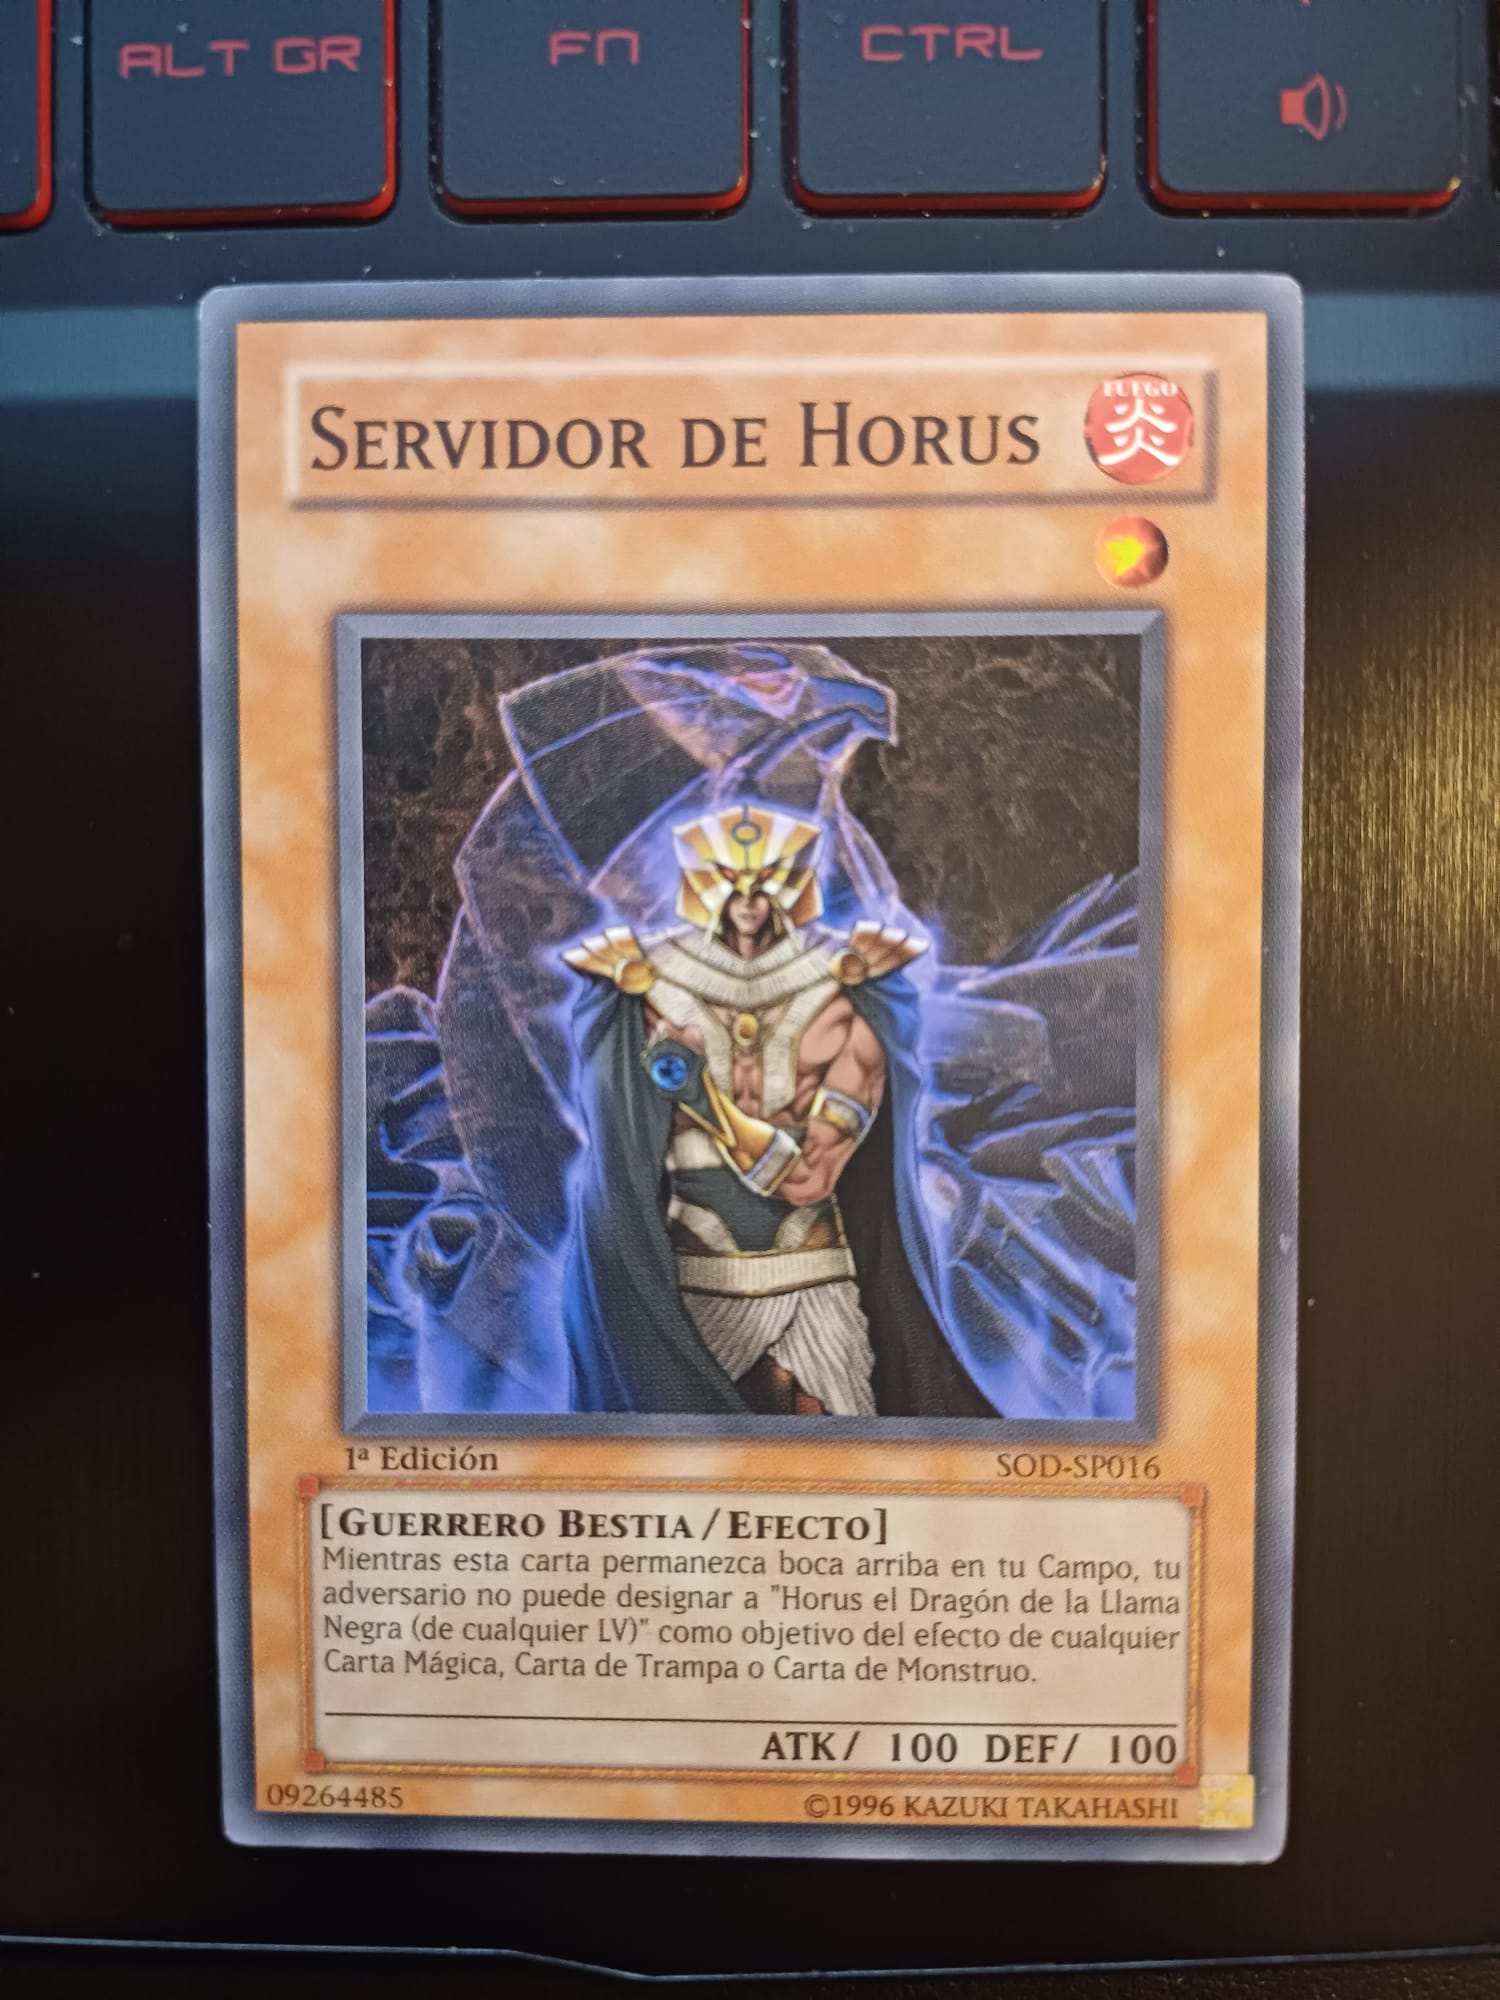 ALT GR
FN
CTRL
SERVIDOR DE HORUS
FUEGO
炎
1ª Edición
SOD-SP016
[GUERRERO BESTIA/EFECTO]
Mientras esta carta permanezca boca arriba en tu Campo, tu
adversario no puede designar a "Horus el Dragón de la Llama
Negra (de cualquier LV)" como objetivo del efecto de cualquier
Carta Mágica, Carta de Trampa o Carta de Monstruo.
ATK/ 100 DEF/ 100
09264485
©1996 KAZUKI TAKAHASHI